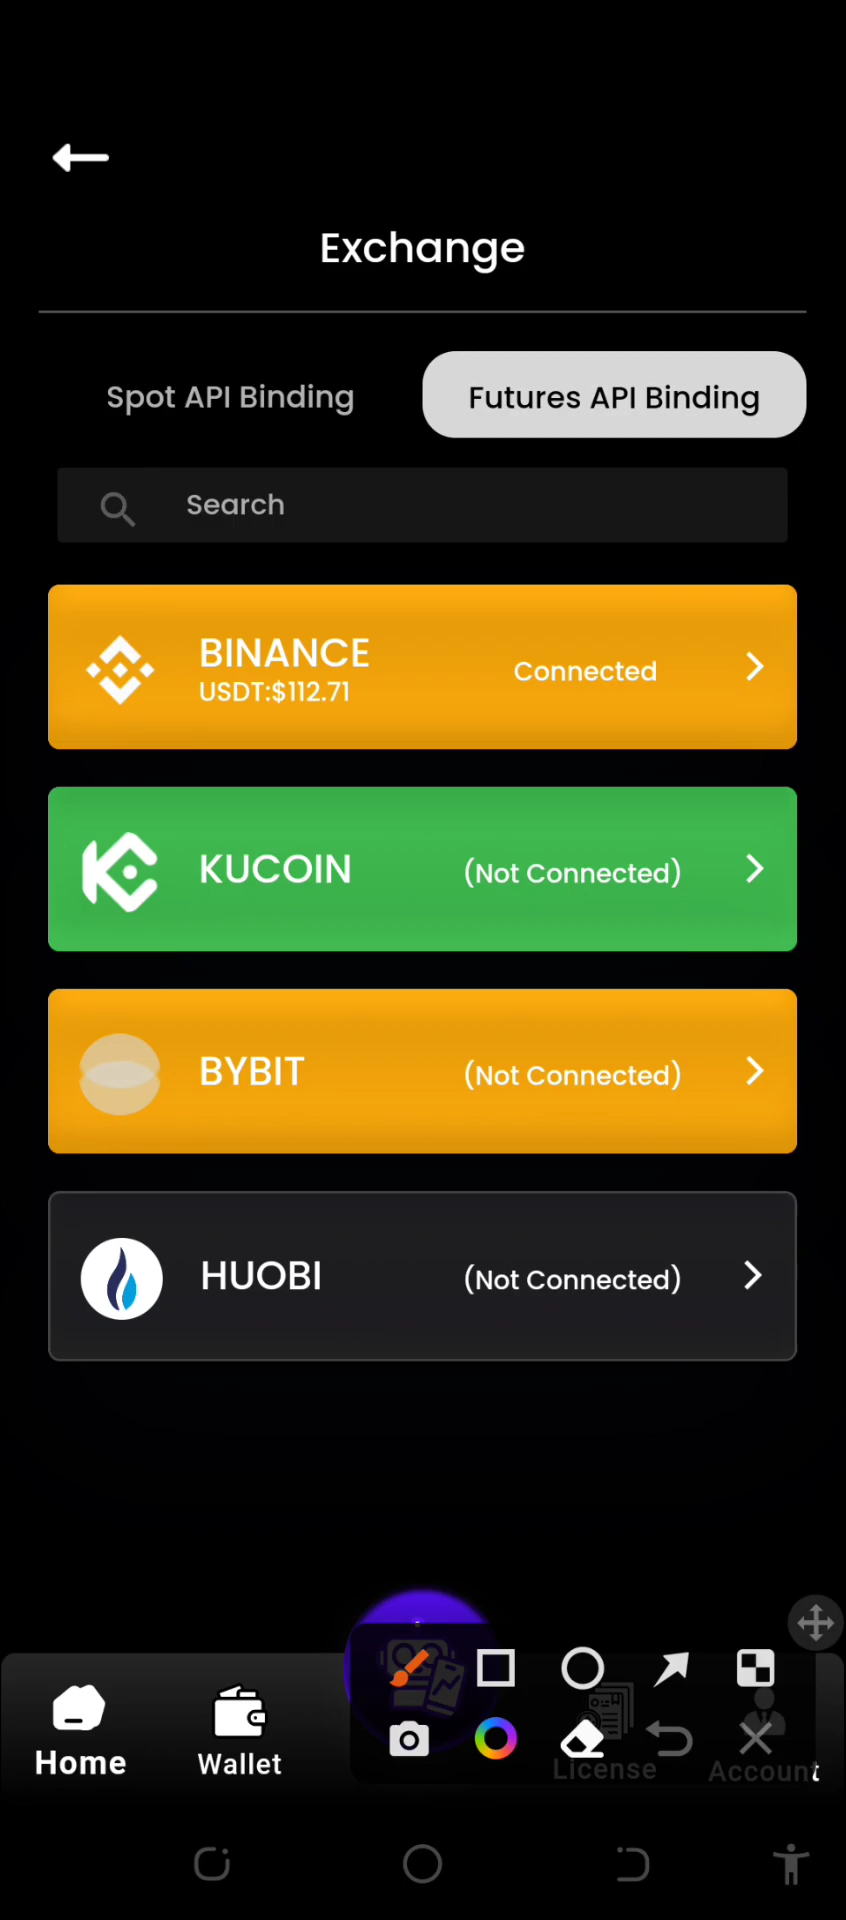 Exchange
Spot API Binding
Futures API Binding
Search
BINANCE
USDT:$112.71
Connected
KUCOIN
(Not Connected)
BYBIT
(Not Connected)
HUOBI
(Not Connected)
Home
Wallet
License
Account